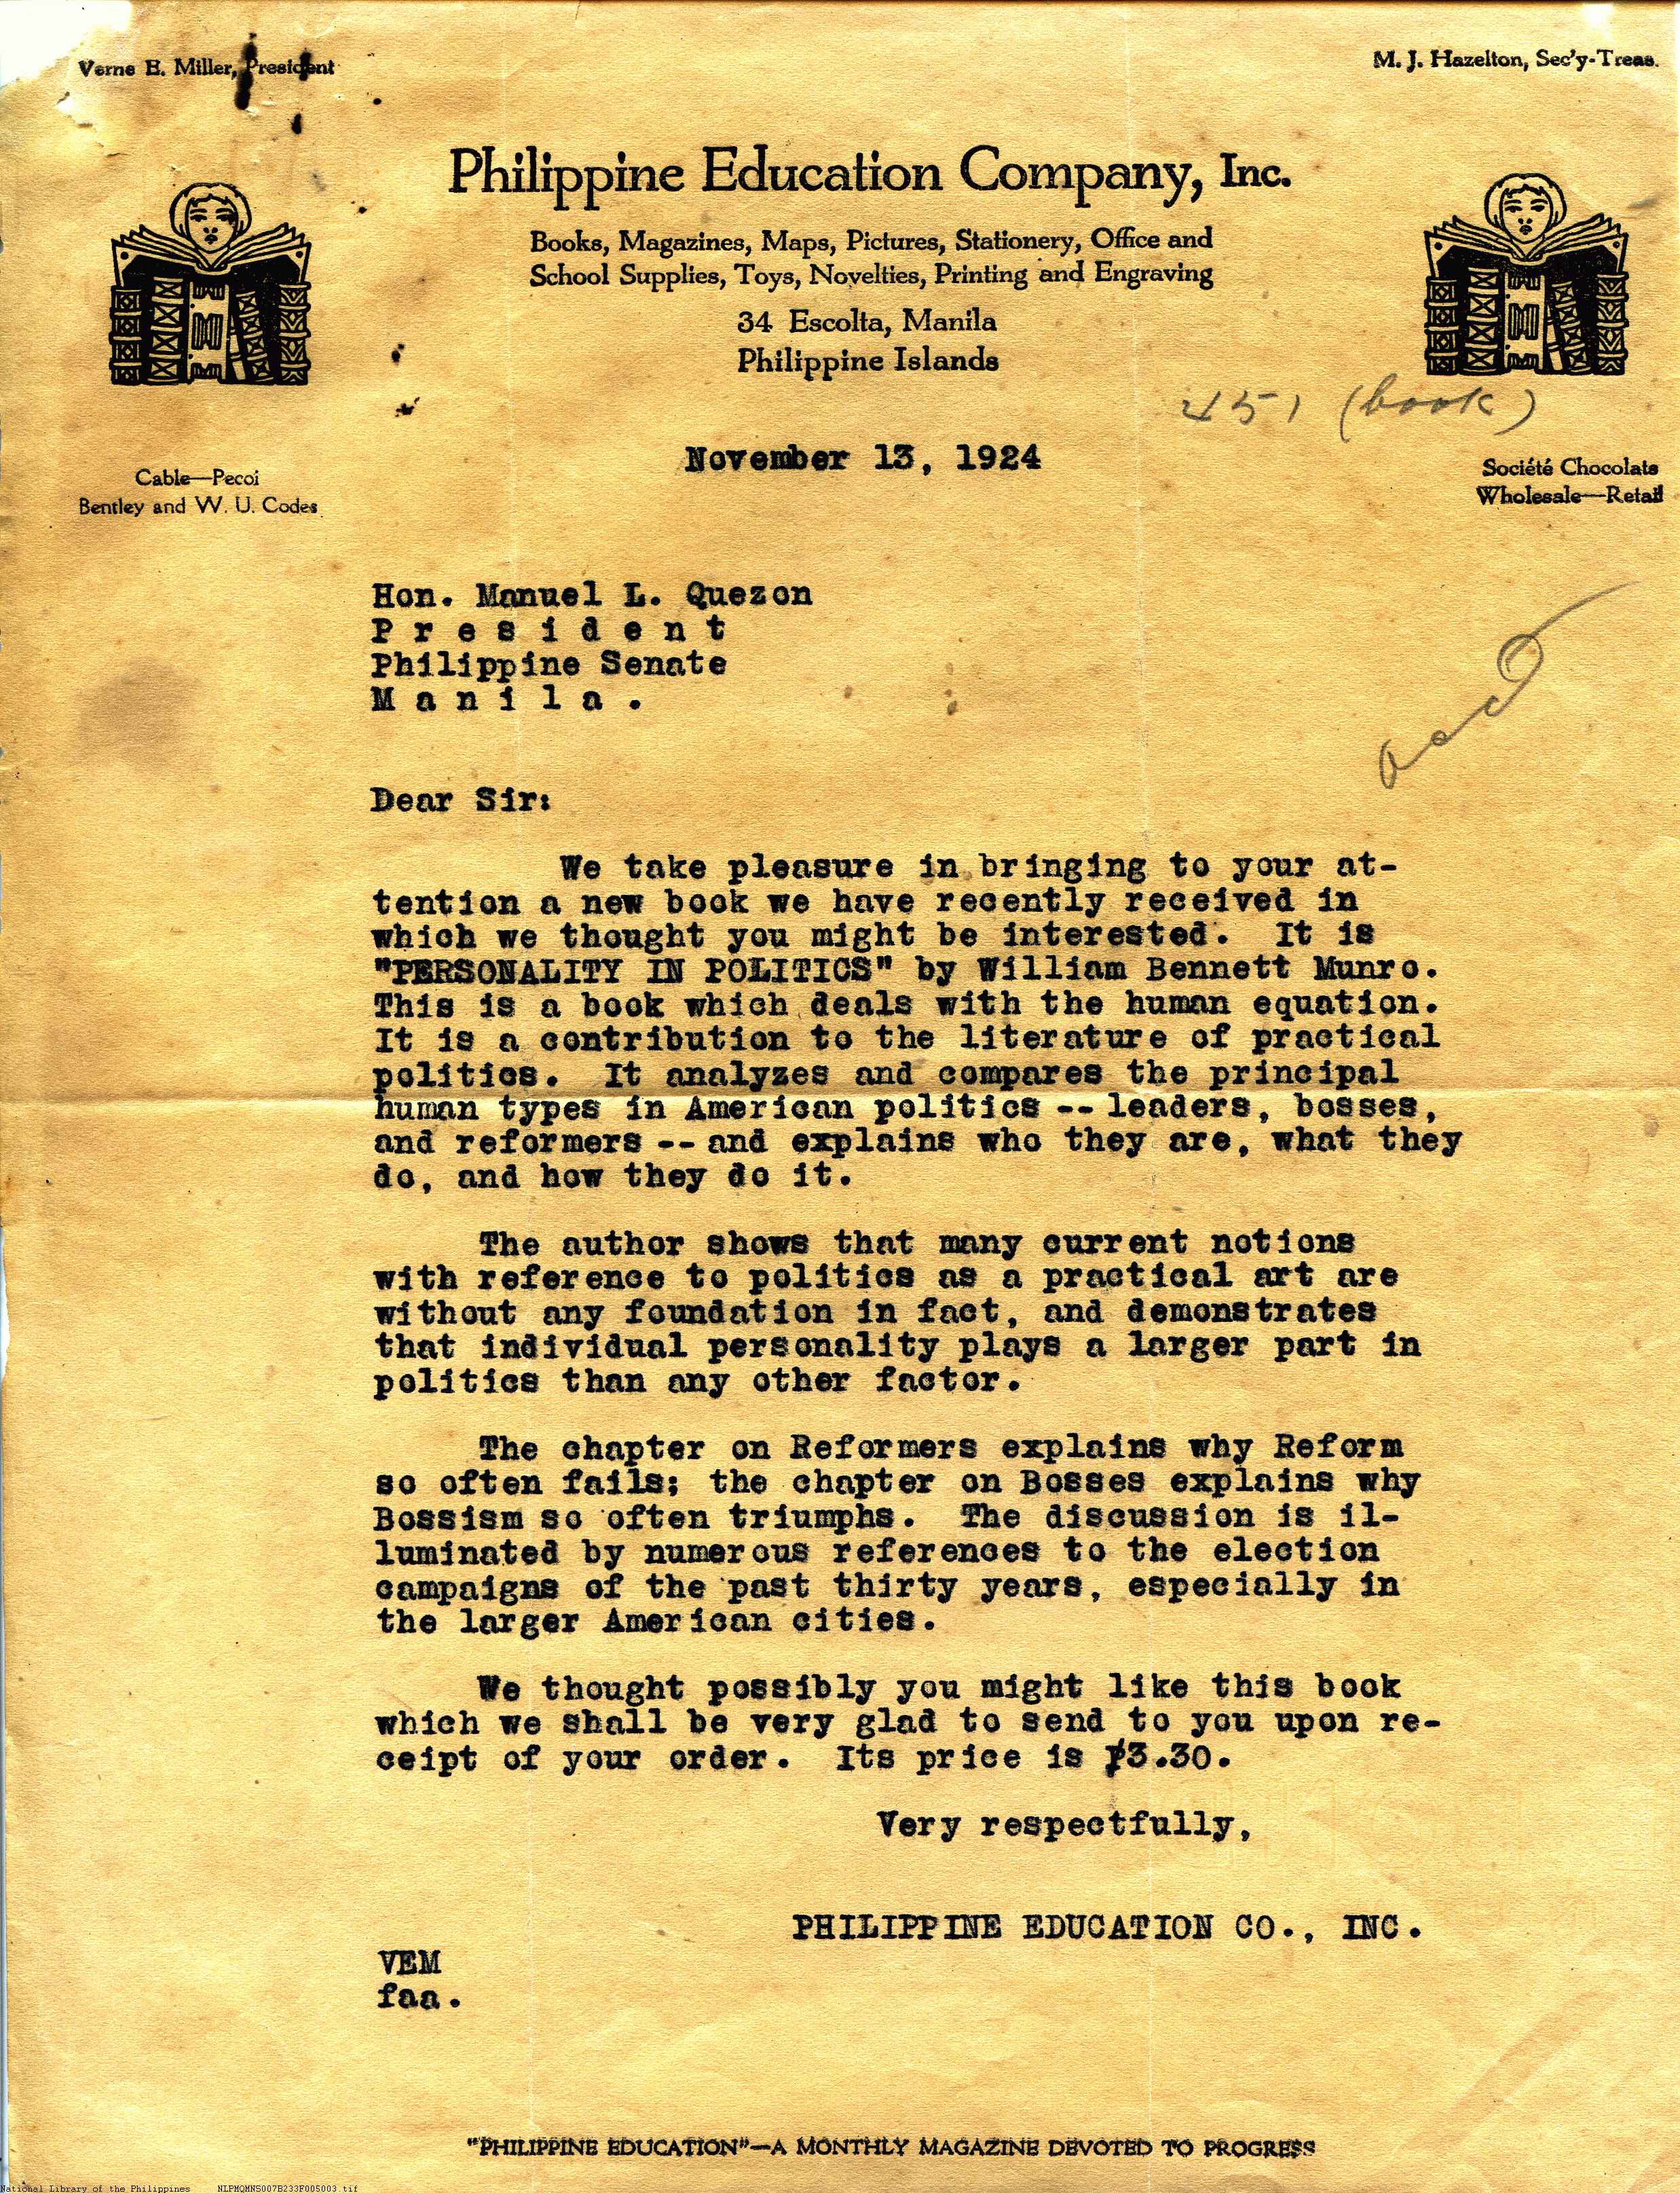 Verne E. Miller, President
M. J. Hazelton, Sec'y-Treas.
Philippine Education Company, Inc.
Books, Magazines, Maps, Pictures, Stationery, Office and
School Supplies, Toys, Novelties, Printing and Engraving
34 Escolta, Manila
Philippine Islands
451 (book)
November 13, 1924
Cable—Pecoi
Bentley and W. U. Codes
Société Chocolats
Wholesale—Retail
Hon. Manuel L. Quezon
P r e s i d e n t
Philippine Senate
M a n i l a .
Dear Sir:
We take pleasure in bringing to your at-
tention a new book we have recently received in
which we thought you might be interested. It is
"PERSONALITY IN POLITICS" by William Bennett Munro.
This is a book which deals with the human equation.
It is a contribution to the literature of practical
politics. It analyzes and compares the principal
human types in American politics -- leaders, bosses,
and reformers -- and explains who they are, what they
do, and how they do it.
The author shows that many current notions
with reference to politics as a practical art are
without any foundation in fact, and demonstrates
that individual personality plays a larger part in
politics than any other factor.
The chapter on Reformers explains why Reform
so often fails; the chapter on Bosses explains why
Bossism so often triumphs. The discussion is il-
luminated by numerous references to the election
campaigns of the past thirty years, especially in
the larger American cities.
We thought possibly you might like this book
which we shall be very glad to send to you upon re-
ceipt of your order. Its price is ₱3.30.
Very respectfully,
PHILIPPINE EDUCATION CO., INC.
VEM
faa.
"PHILIPPINE EDUCATION"—A MONTHLY MAGAZINE DEVOTED TO PROGRESS
National Library of the Philippines NLPMQMNS007B233F005003.tif